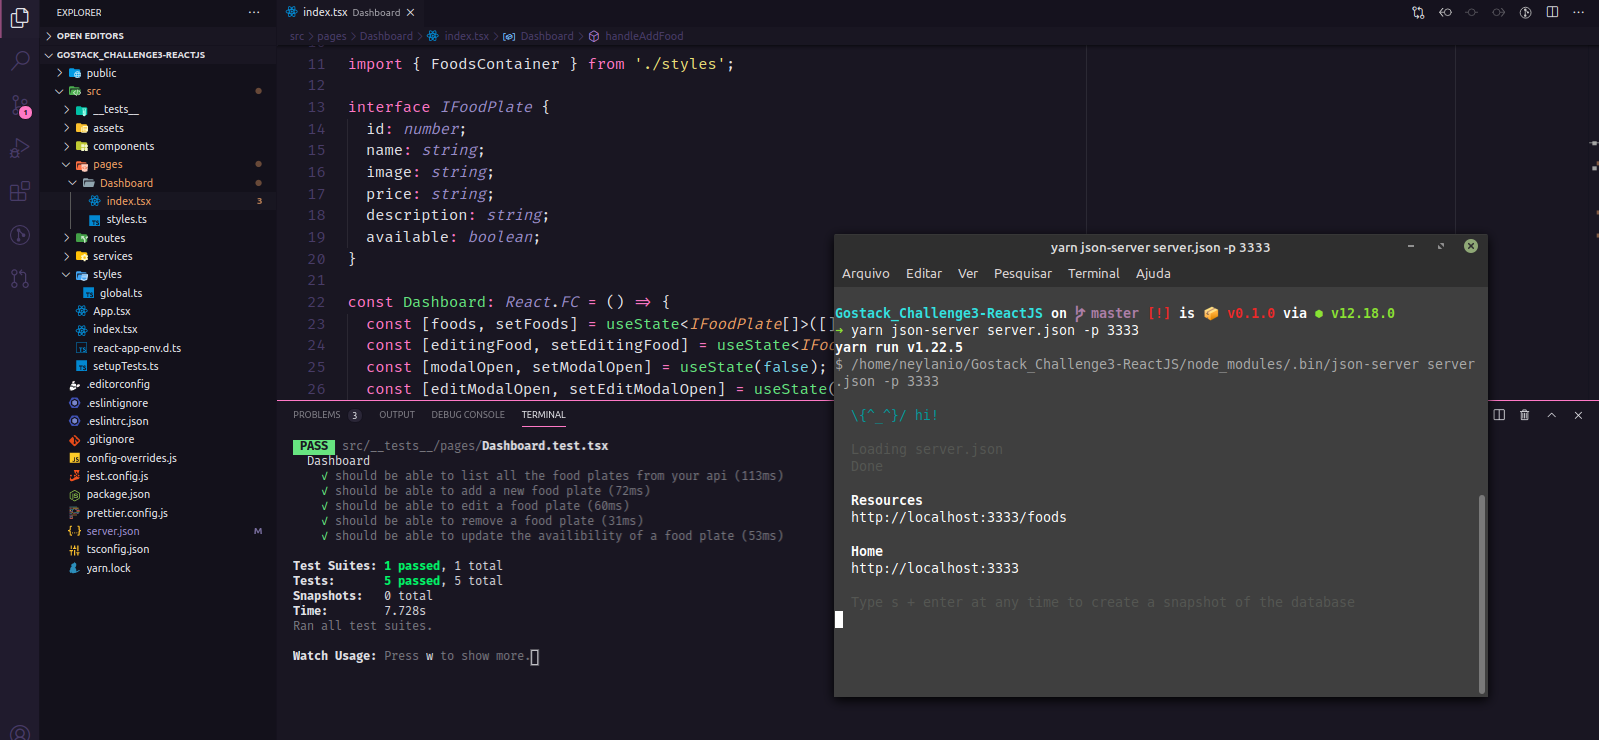 EXPLORER
OPEN EDITORS
GOSTACK_CHALLENGE3-REACTJS
public
src
__tests__
assets
components
pages
Dashboard
index.tsx 3
styles.ts
routes
services
styles
global.ts
App.tsx
index.tsx
react-app-env.d.ts
setupTests.ts
.editorconfig
.eslintignore
.eslintrc.json
.gitignore
config-overrides.js
jest.config.js
package.json
prettier.config.js
server.json M
tsconfig.json
yarn.lock
1
index.tsx Dashboard
src > pages > Dashboard > index.tsx > Dashboard > handleAddFood
11 import { FoodsContainer } from './styles';
12
13 interface IFoodPlate {
14 id: number;
15 name: string;
16 image: string;
17 price: string;
18 description: string;
19 available: boolean;
20 }
21
22 const Dashboard: React.FC = () => {
23 const [foods, setFoods] = useState<IFoodPlate[]>([]
24 const [editingFood, setEditingFood] = useState<IFoo
25 const [modalOpen, setModalOpen] = useState(false);
26 const [editModalOpen, setEditModalOpen] = useState(
PROBLEMS 3 OUTPUT DEBUG CONSOLE TERMINAL
PASS src/__tests__/pages/Dashboard.test.tsx
Dashboard
√ should be able to list all the food plates from your api (113ms)
√ should be able to add a new food plate (72ms)
√ should be able to edit a food plate (60ms)
√ should be able to remove a food plate (31ms)
√ should be able to update the availibility of a food plate (53ms)
Test Suites: 1 passed, 1 total
Tests: 5 passed, 5 total
Snapshots: 0 total
Time: 7.728s
Ran all test suites.
Watch Usage: Press w to show more.
yarn json-server server.json -p 3333
Arquivo Editar Ver Pesquisar Terminal Ajuda
Gostack_Challenge3-ReactJS on master [!] is 📦 v0.1.0 via ⬢ v12.18.0
→ yarn json-server server.json -p 3333
yarn run v1.22.5
$ /home/neylanio/Gostack_Challenge3-ReactJS/node_modules/.bin/json-server server
.json -p 3333
\{^_^}/ hi!
Loading server.json
Done
Resources
http://localhost:3333/foods
Home
http://localhost:3333
Type s + enter at any time to create a snapshot of the database